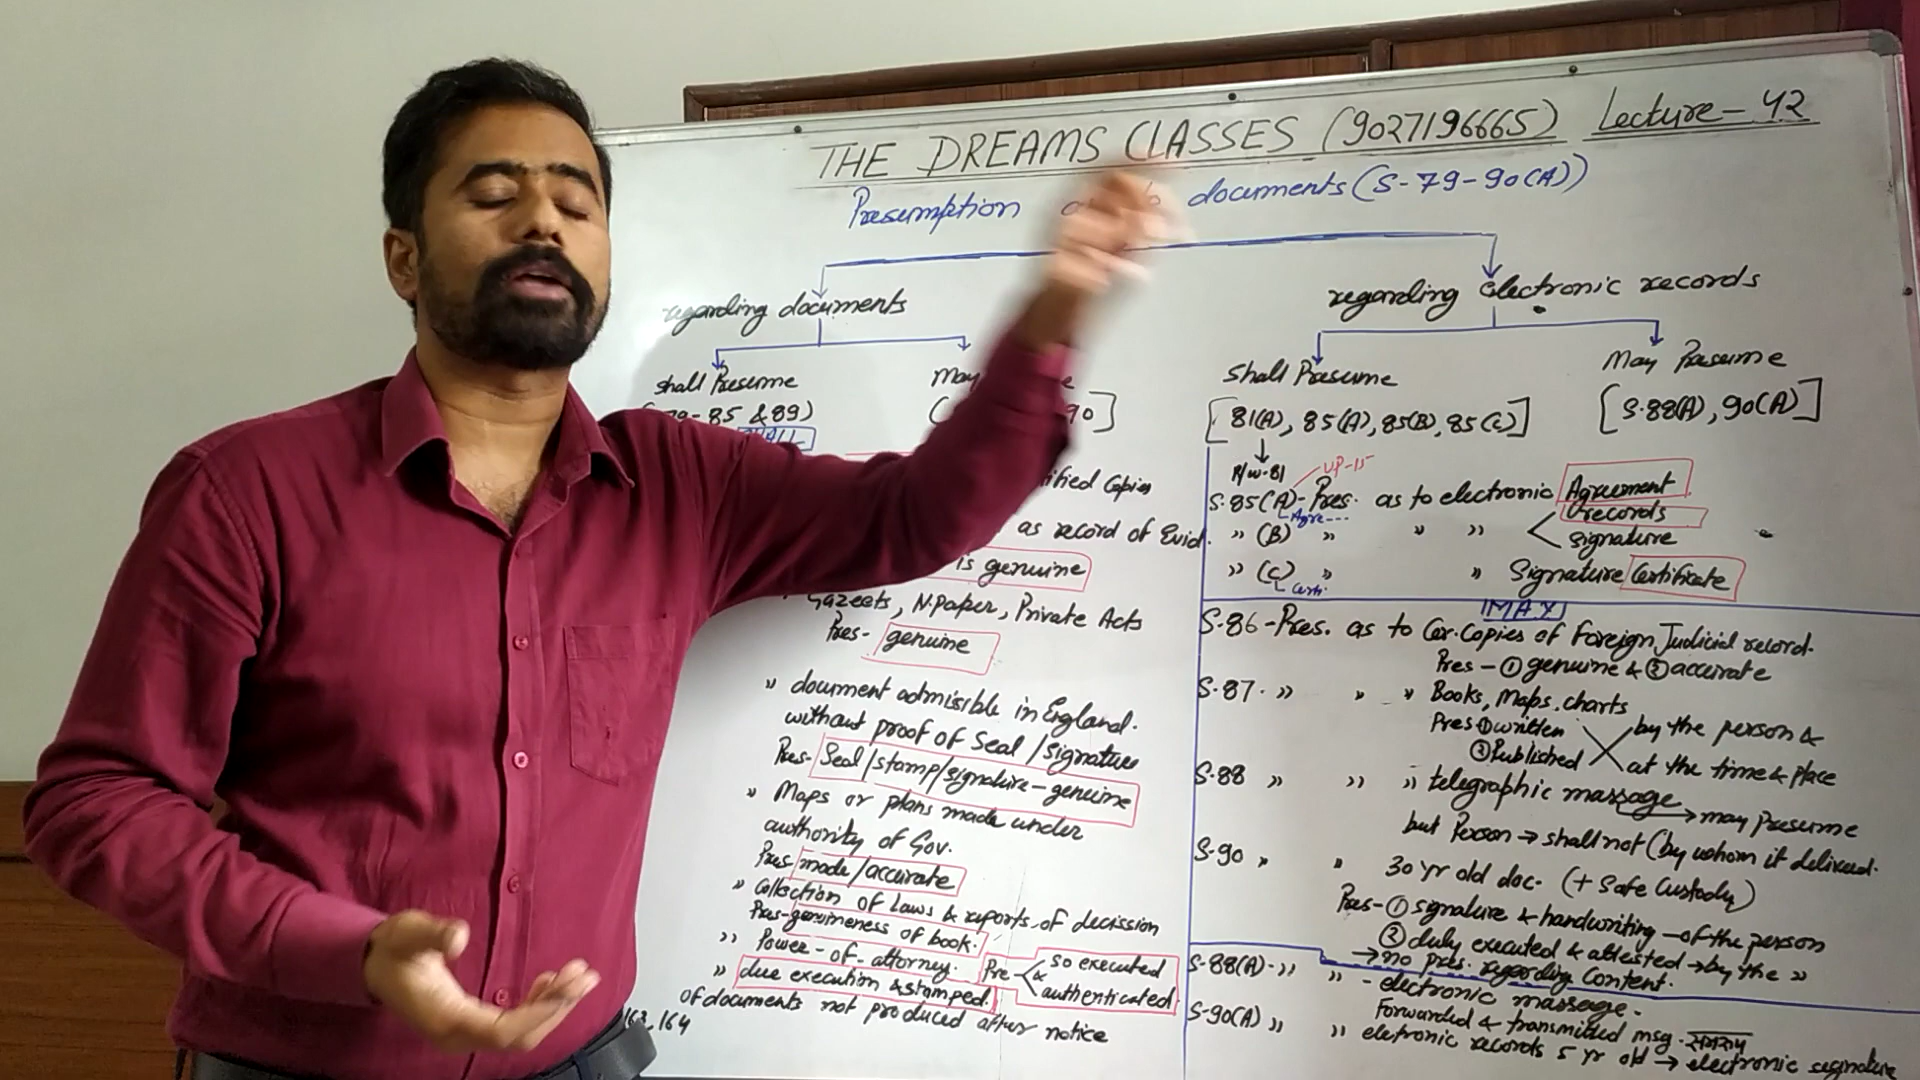 THE DREAMS CLASSES (9027196665) Lecture-42
Presumption documents (S-79-90(A))
regarding documents
regarding electronic records
shall Presume
May
shall Presume
May Presume
79-85 & 89)
90]
[81(A), 85(A), 85(B), 85(C)]
[S.88(A), 90(A)]
R/w-81
UP-15
S.85(A)- Pres. as to electronic Agreement
Agre---
" (B) " " " < records
signature
" (C) " " Signature Certificate
Certi.
Copies
as record of Evid.
is genuine
N.Paper, Private Acts
Pres- genuine
" document admisible in England.
without proof of Seal/signature
Pres- Seal/stamp/signature-genuine
" Maps or plans made under
authority of Gov.
Pres- made/accurate
" Collection of Laws & reports of decission
Pres-genuineness of book.
" Power-of-attorney. Pre < so executed
&
authenticated
" due execution & stamped.
of documents not produced after notice
163, 164
MAY
S-86-Pres. as to Cer.Copies of Foreign Judicial record.
Pres - ① genuine & ② accurate
S.87. " " " Books, Maps, charts
Pres ① written by the person &
② Published at the time & place
S-88 " " " telegraphic massage → may presume
but Person → shall not (by whom it delivered.
S-90 " " 30 yr old doc. (+ Safe Custody)
Pres- ① signature & handwriting - of the person
② duly executed & attested → by the "
→ no pres. regarding Content.
S-88(A)- " " - electronic massage.
Forwarded & transmitted msg.
S-90(A) " " electronic records 5 yr old → electronic signature